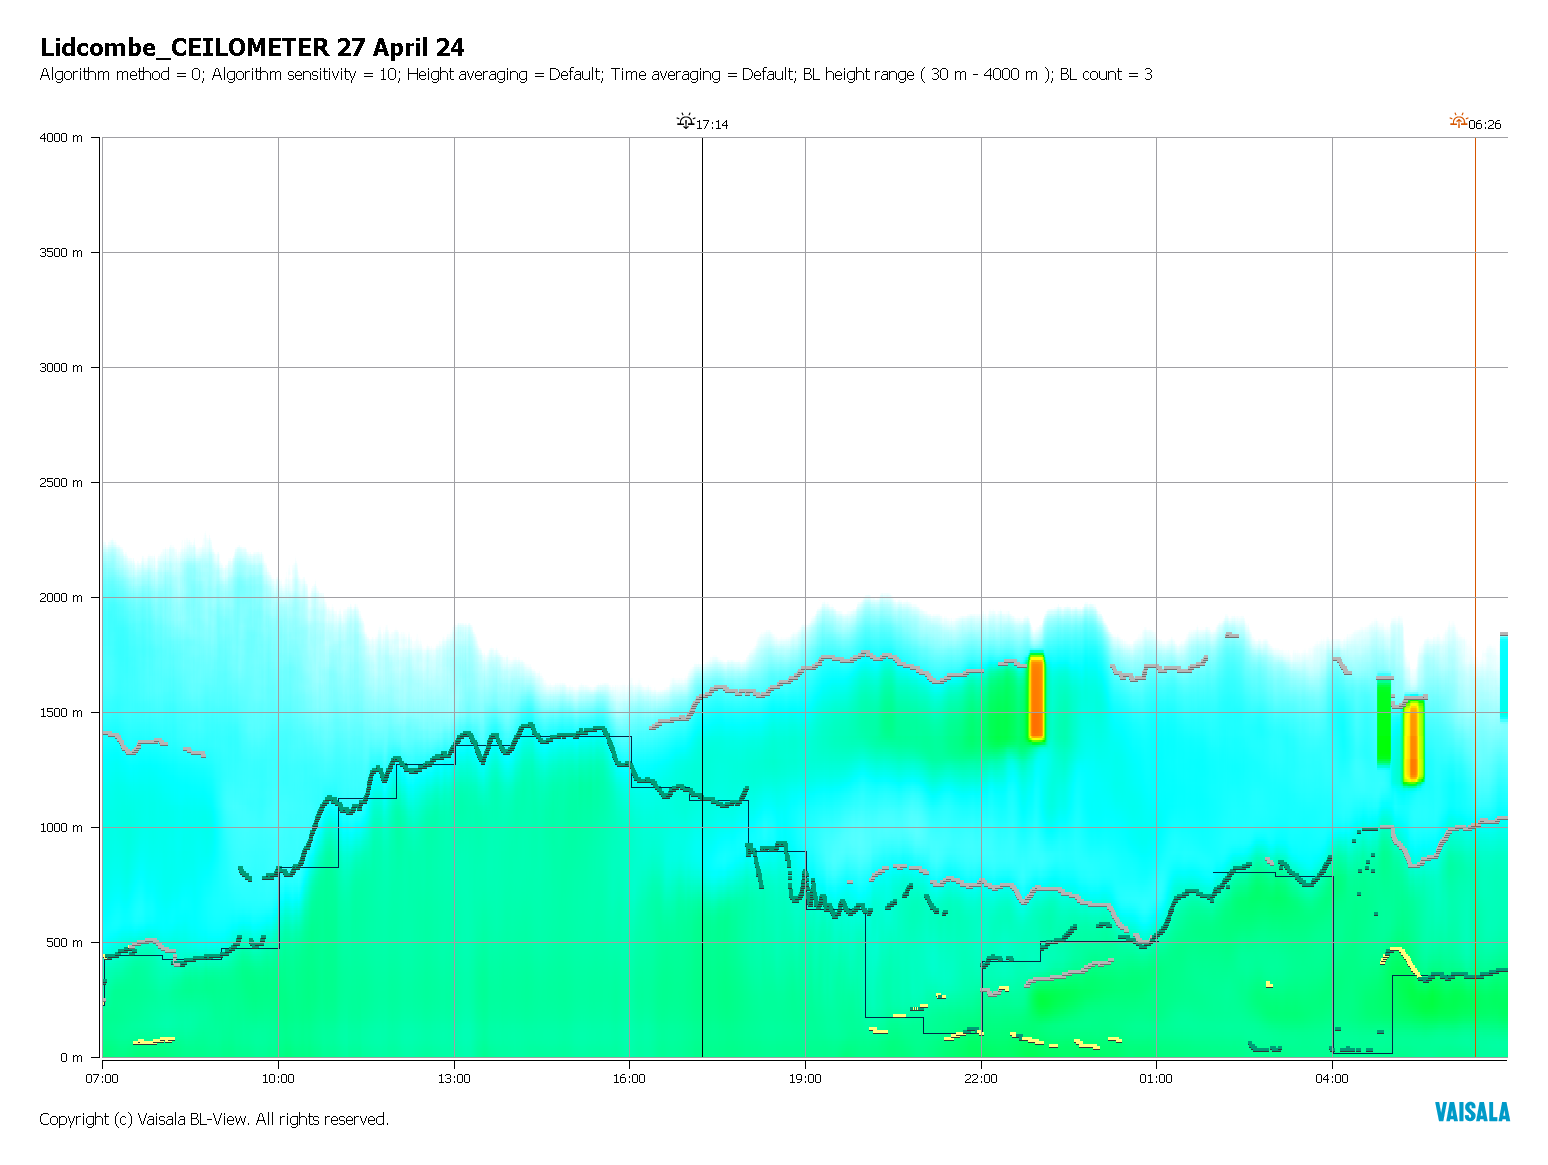 Lidcombe_CEILOMETER 27 April 24
Algorithm method = 0; Algorithm sensitivity = 10; Height averaging = Default; Time averaging = Default; BL height range ( 30 m - 4000 m ); BL count = 3
17:14
06:26
4000 m
3500 m
3000 m
2500 m
2000 m
1500 m
1000 m
500 m
0 m
07:00
10:00
13:00
16:00
19:00
22:00
01:00
04:00
Copyright (c) Vaisala BL-View. All rights reserved.
VAISALA